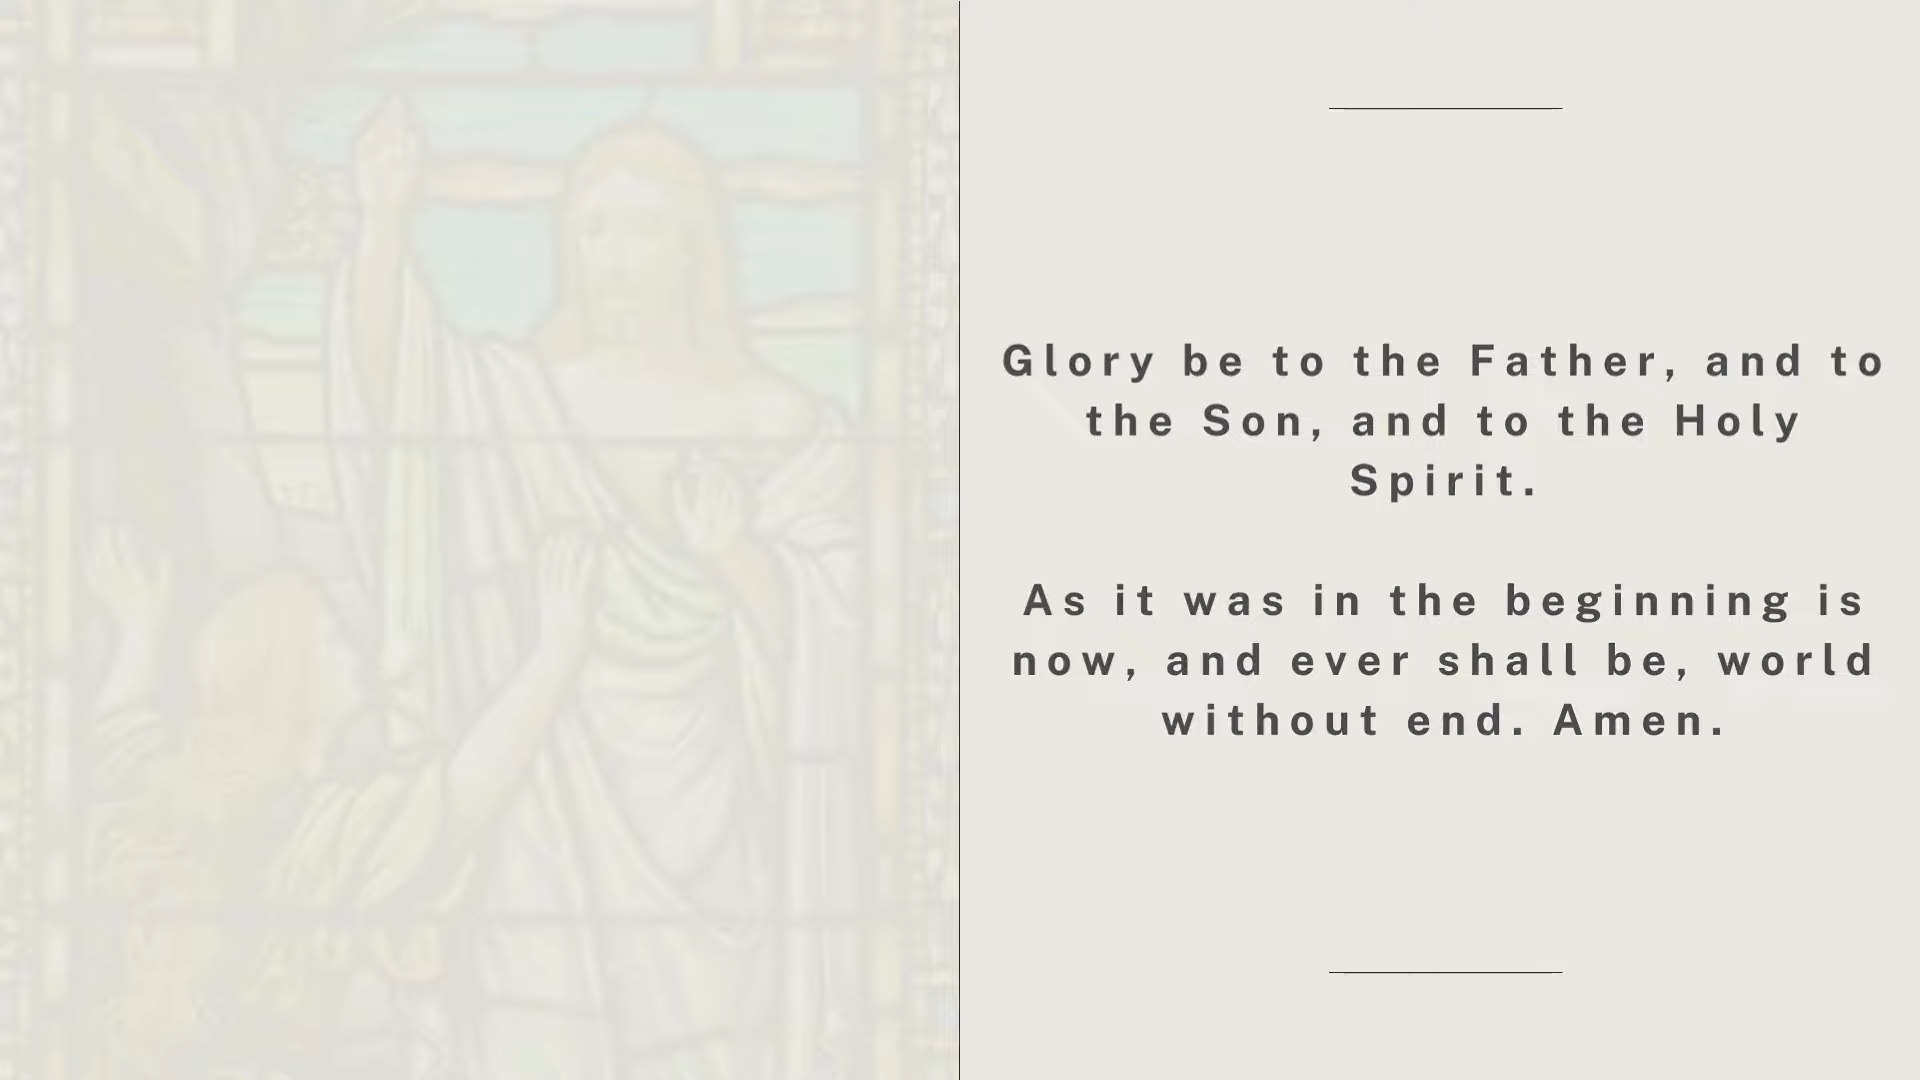 Glory be to the Father, and to
the Son, and to the Holy
Spirit.
As it was in the beginning is
now, and ever shall be, world
without end. Amen.